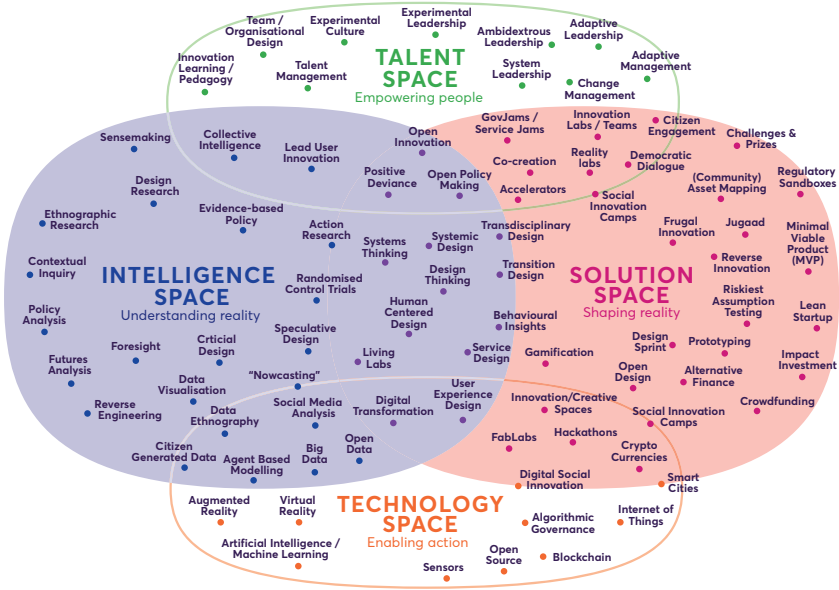 Team /
Organisational
Design
Experimental
Culture
Experimental
Leadership
Ambidextrous
Leadership
Adaptive
Leadership
Innovation
Learning /
Pedagogy
Talent
Management
TALENT
SPACE
Empowering people
System
Leadership
Adaptive
Management
Change
Management
Sensemaking
Collective
Intelligence
Lead User
Innovation
Open
Innovation
GovJams /
Service Jams
Innovation
Labs / Teams
Citizen
Engagement
Challenges &
Prizes
Design
Research
Positive
Deviance
Open Policy
Making
Co-creation
Reality
labs
Democratic
Dialogue
Accelerators
(Community)
Asset Mapping
Regulatory
Sandboxes
Ethnographic
Research
Evidence-based
Policy
Action
Research
Social
Innovation
Camps
Systems
Thinking
Systemic
Design
Transdisciplinary
Design
Frugal
Innovation
Jugaad
Minimal
Viable
Product
(MVP)
Contextual
Inquiry
INTELLIGENCE
SPACE
Understanding reality
Randomised
Control Trials
Design
Thinking
Transition
Design
SOLUTION
SPACE
Shaping reality
Reverse
Innovation
Riskiest
Assumption
Testing
Policy
Analysis
Human
Centered
Design
Behavioural
Insights
Lean
Startup
Foresight
Crticial
Design
Speculative
Design
Living
Labs
Service
Design
Gamification
Design
Sprint
Prototyping
Futures
Analysis
"Nowcasting"
Open
Design
Alternative
Finance
Impact
Investment
Data
Visualisation
Reverse
Engineering
Data
Ethnography
Social Media
Analysis
Digital
Transformation
User
Experience
Design
Innovation/Creative
Spaces
Social Innovation
Camps
Crowdfunding
Citizen
Generated Data
Agent Based
Modelling
Big
Data
Open
Data
FabLabs
Hackathons
Crypto
Currencies
Digital Social
Innovation
Smart
Cities
Augmented
Reality
Virtual
Reality
TECHNOLOGY
SPACE
Enabling action
Algorithmic
Governance
Internet of
Things
Artificial Intelligence /
Machine Learning
Sensors
Open
Source
Blockchain